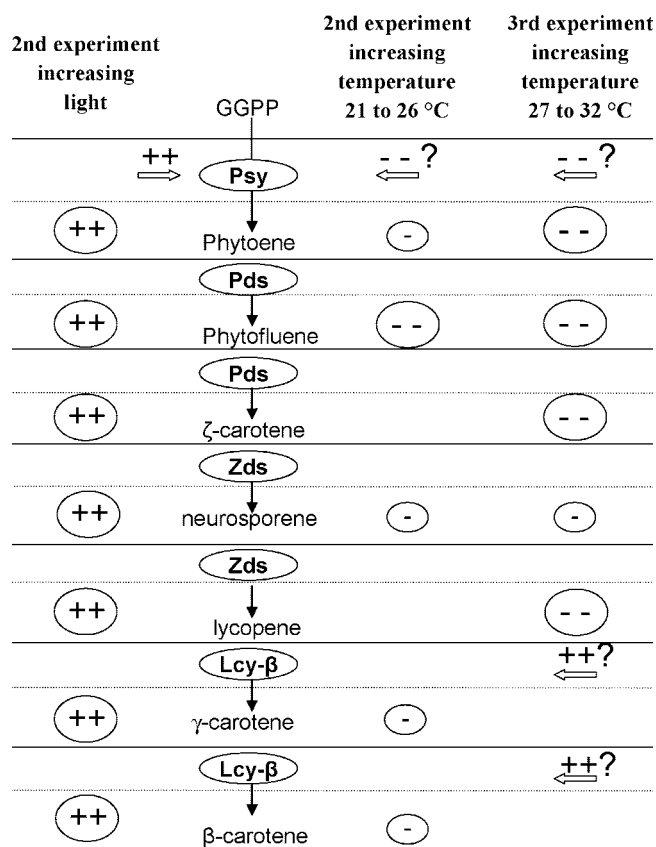 2nd experiment
increasing
light
GGPP
2nd experiment
increasing
temperature
21 to 26 °C
3rd experiment
increasing
temperature
27 to 32 °C
++
Psy
- - ?
- - ?
++
Phytoene
-
- -
Pds
++
Phytofluene
- -
- -
Pds
++
ζ-carotene
- -
Zds
++
neurosporene
-
-
Zds
++
lycopene
- -
Lcy-β
++?
++
γ-carotene
-
Lcy-β
++?
++
β-carotene
-